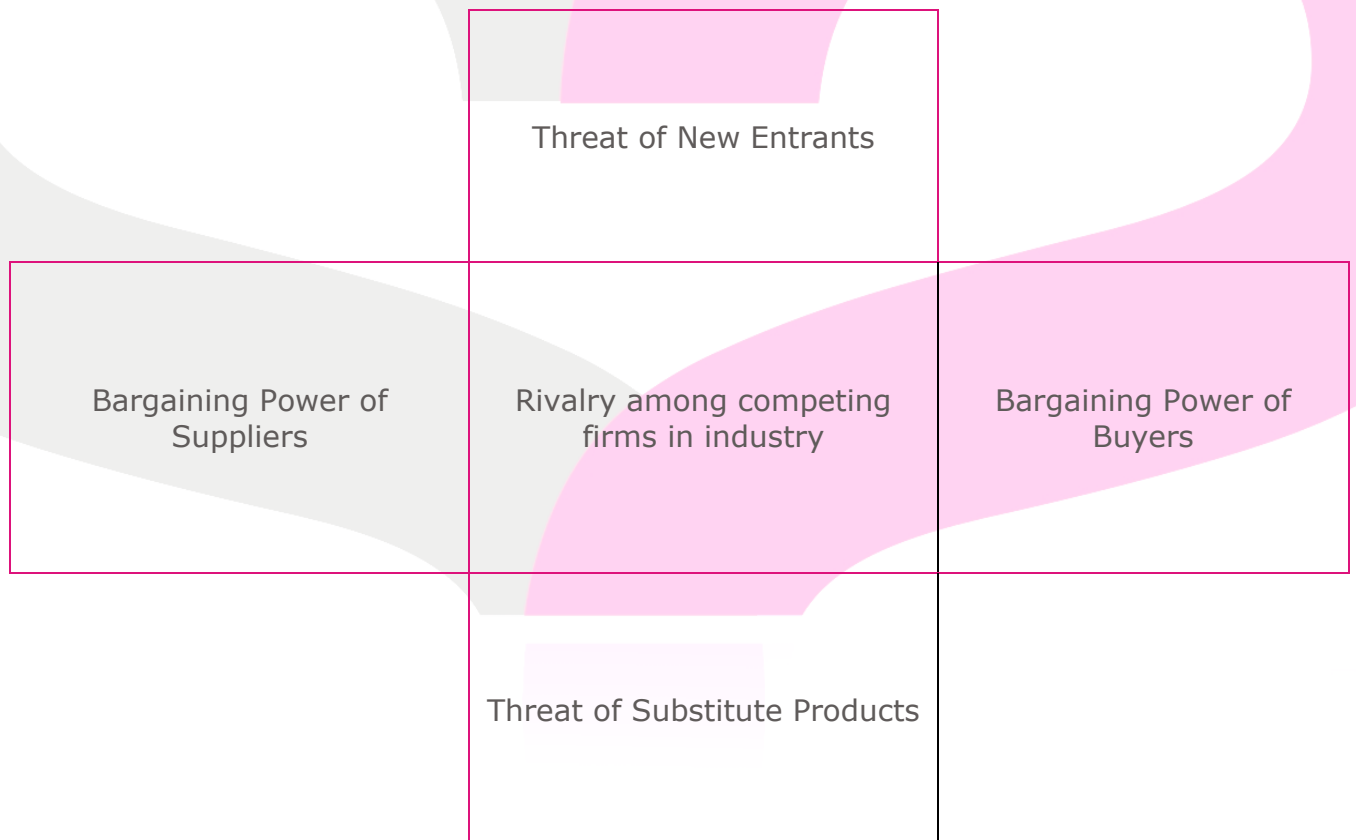 Threat of New Entrants
Bargaining Power of
Suppliers
Rivalry among competing
firms in industry
Bargaining Power of
Buyers
Threat of Substitute Products